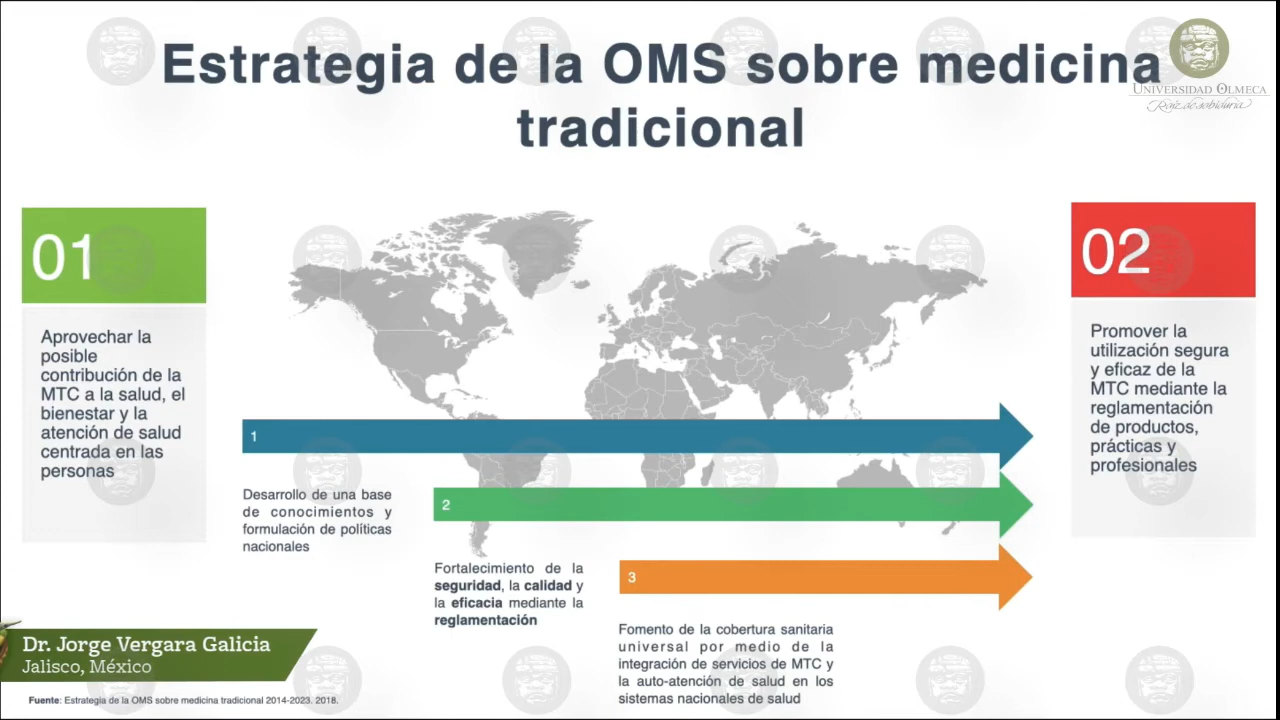 Estrategia de la OMS sobre medicina
tradicional
UNIVERSIDAD OLMECA
Raíz de sabiduría
01
Aprovechar la
posible
contribución de la
MTC a la salud, el
bienestar y la
atención de salud
centrada en las
personas
02
Promover la
utilización segura
y eficaz de la
MTC mediante la
reglamentación
de productos,
prácticas y
profesionales
1
Desarrollo de una base
de conocimientos y
formulación de políticas
nacionales
2
Fortalecimiento de la
seguridad, la calidad y
la eficacia mediante la
reglamentación
3
Fomento de la cobertura sanitaria
universal por medio de la
integración de servicios de MTC y
la auto-atención de salud en los
sistemas nacionales de salud
Dr. Jorge Vergara Galicia
Jalisco, México
Fuente: Estrategia de la OMS sobre medicina tradicional 2014-2023. 2018.